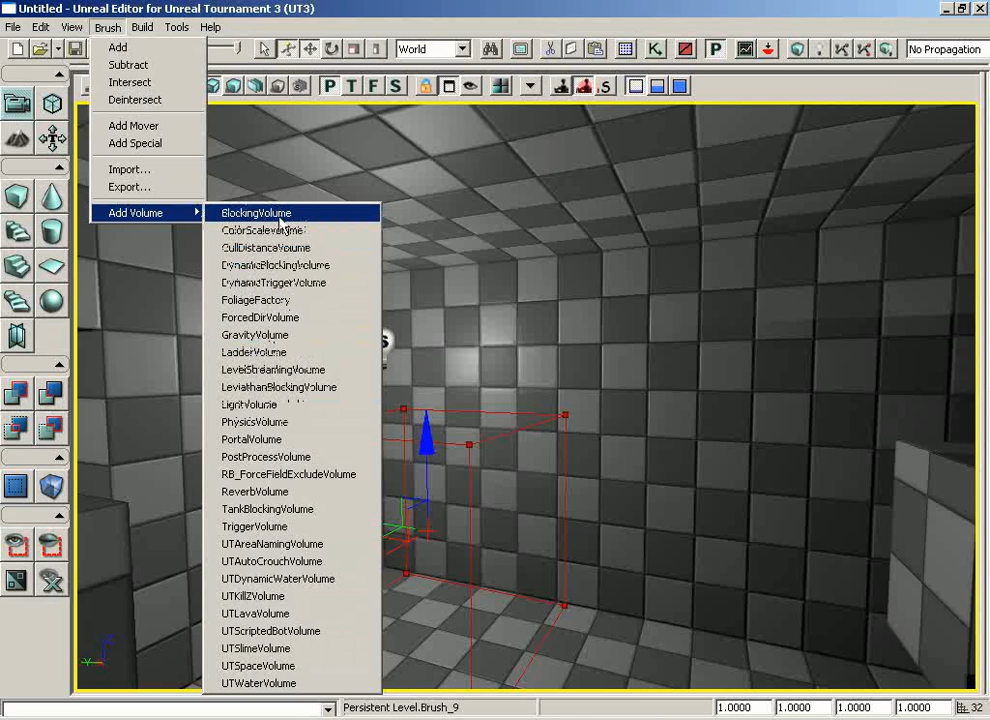 Untitled - Unreal Editor for Unreal Tournament 3 (UT3)
File Edit View Brush Build Tools Help
World
P
No Propagation
P T F S
S
Add
Subtract
Intersect
Deintersect
Add Mover
Add Special
Import...
Export...
Add Volume
BlockingVolume
ColorScaleVolume
CullDistanceVolume
DynamicBlockingVolume
DynamicTriggerVolume
FoliageFactory
ForcedDirVolume
GravityVolume
LadderVolume
LevelStreamingVolume
LeviathanBlockingVolume
LightVolume
PhysicsVolume
PortalVolume
PostProcessVolume
RB_ForceFieldExcludeVolume
ReverbVolume
TankBlockingVolume
TriggerVolume
UTAreaNamingVolume
UTAutoCrouchVolume
UTDynamicWaterVolume
UTKillZVolume
UTLavaVolume
UTScriptedBotVolume
UTSlimeVolume
UTSpaceVolume
UTWaterVolume
S
Y
Persistent Level.Brush_9
1.0000 1.0000 1.0000 1.0000 32